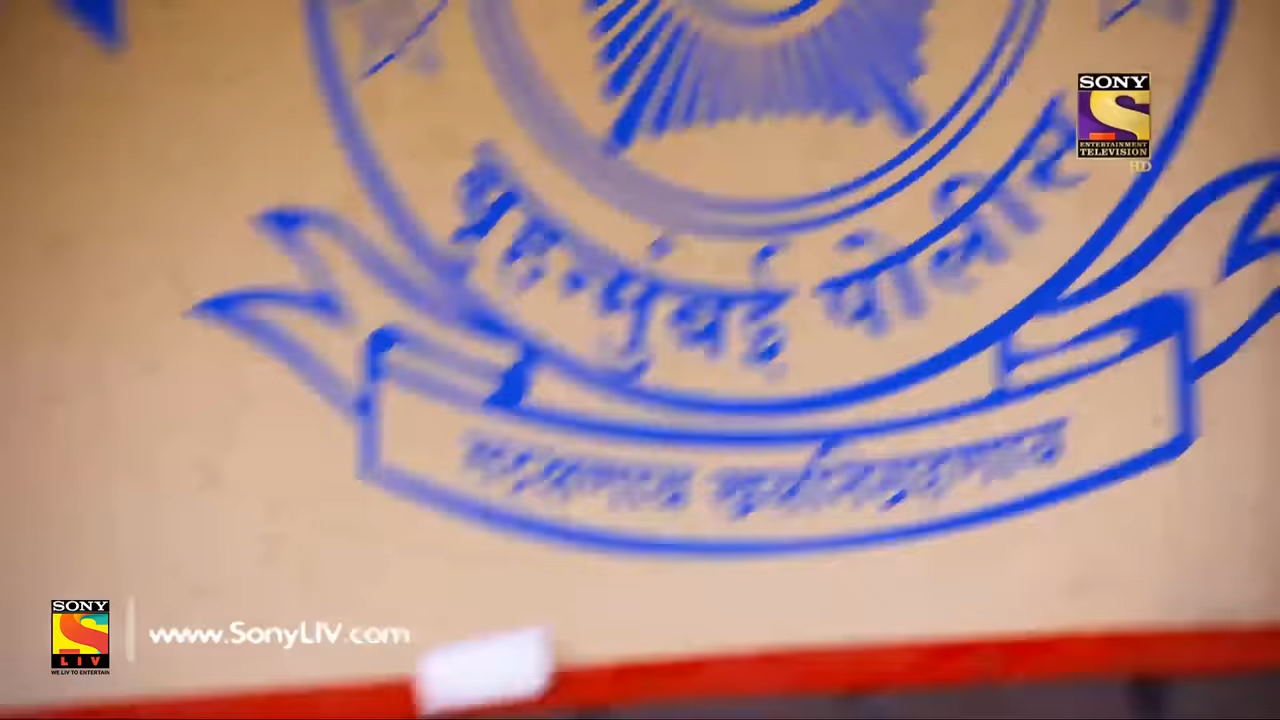 SONY
ENTERTAINMENT
TELEVISION
HD
बृहन्मुंबई पोलीस
SONY
LIV
WE LIV TO ENTERTAIN
www.SonyLIV.com